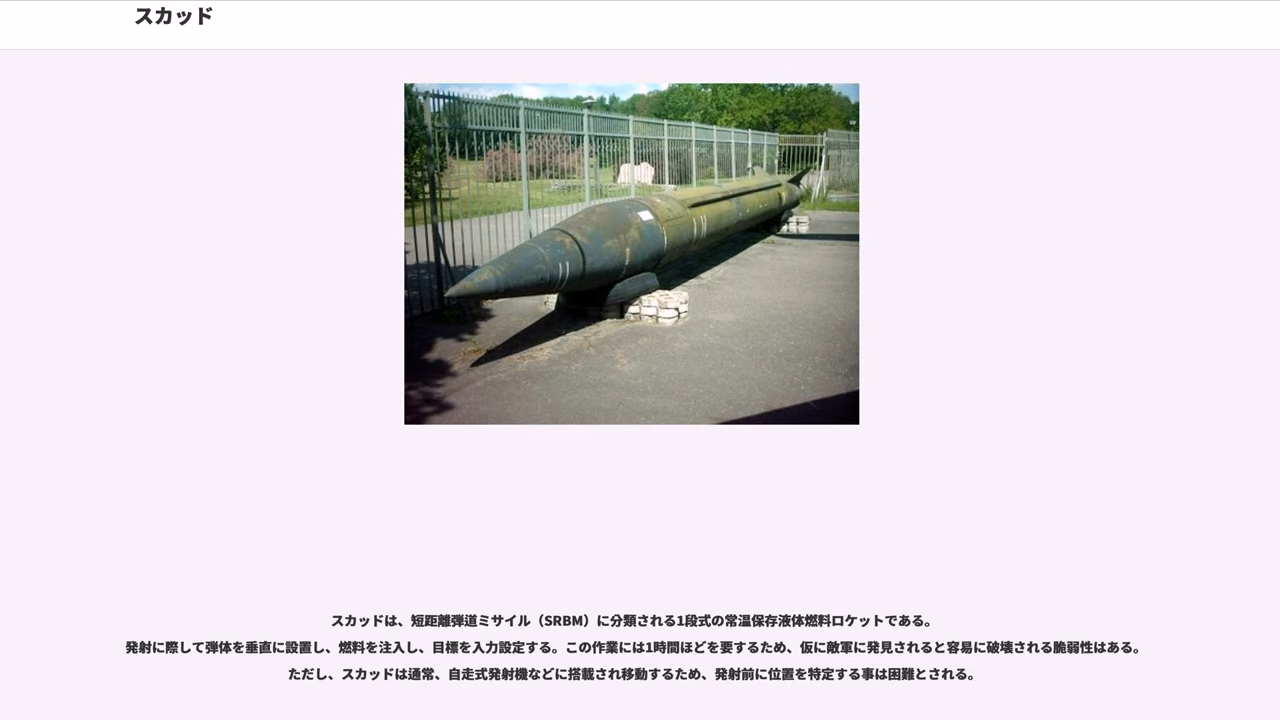 スカッド
スカッドは、短距離弾道ミサイル（SRBM）に分類される1段式の常温保存液体燃料ロケットである。
発射に際して弾体を垂直に設置し、燃料を注入し、目標を入力設定する。この作業には1時間ほどを要するため、仮に敵軍に発見されると容易に破壊される脆弱性はある。
ただし、スカッドは通常、自走式発射機などに搭載され移動するため、発射前に位置を特定する事は困難とされる。